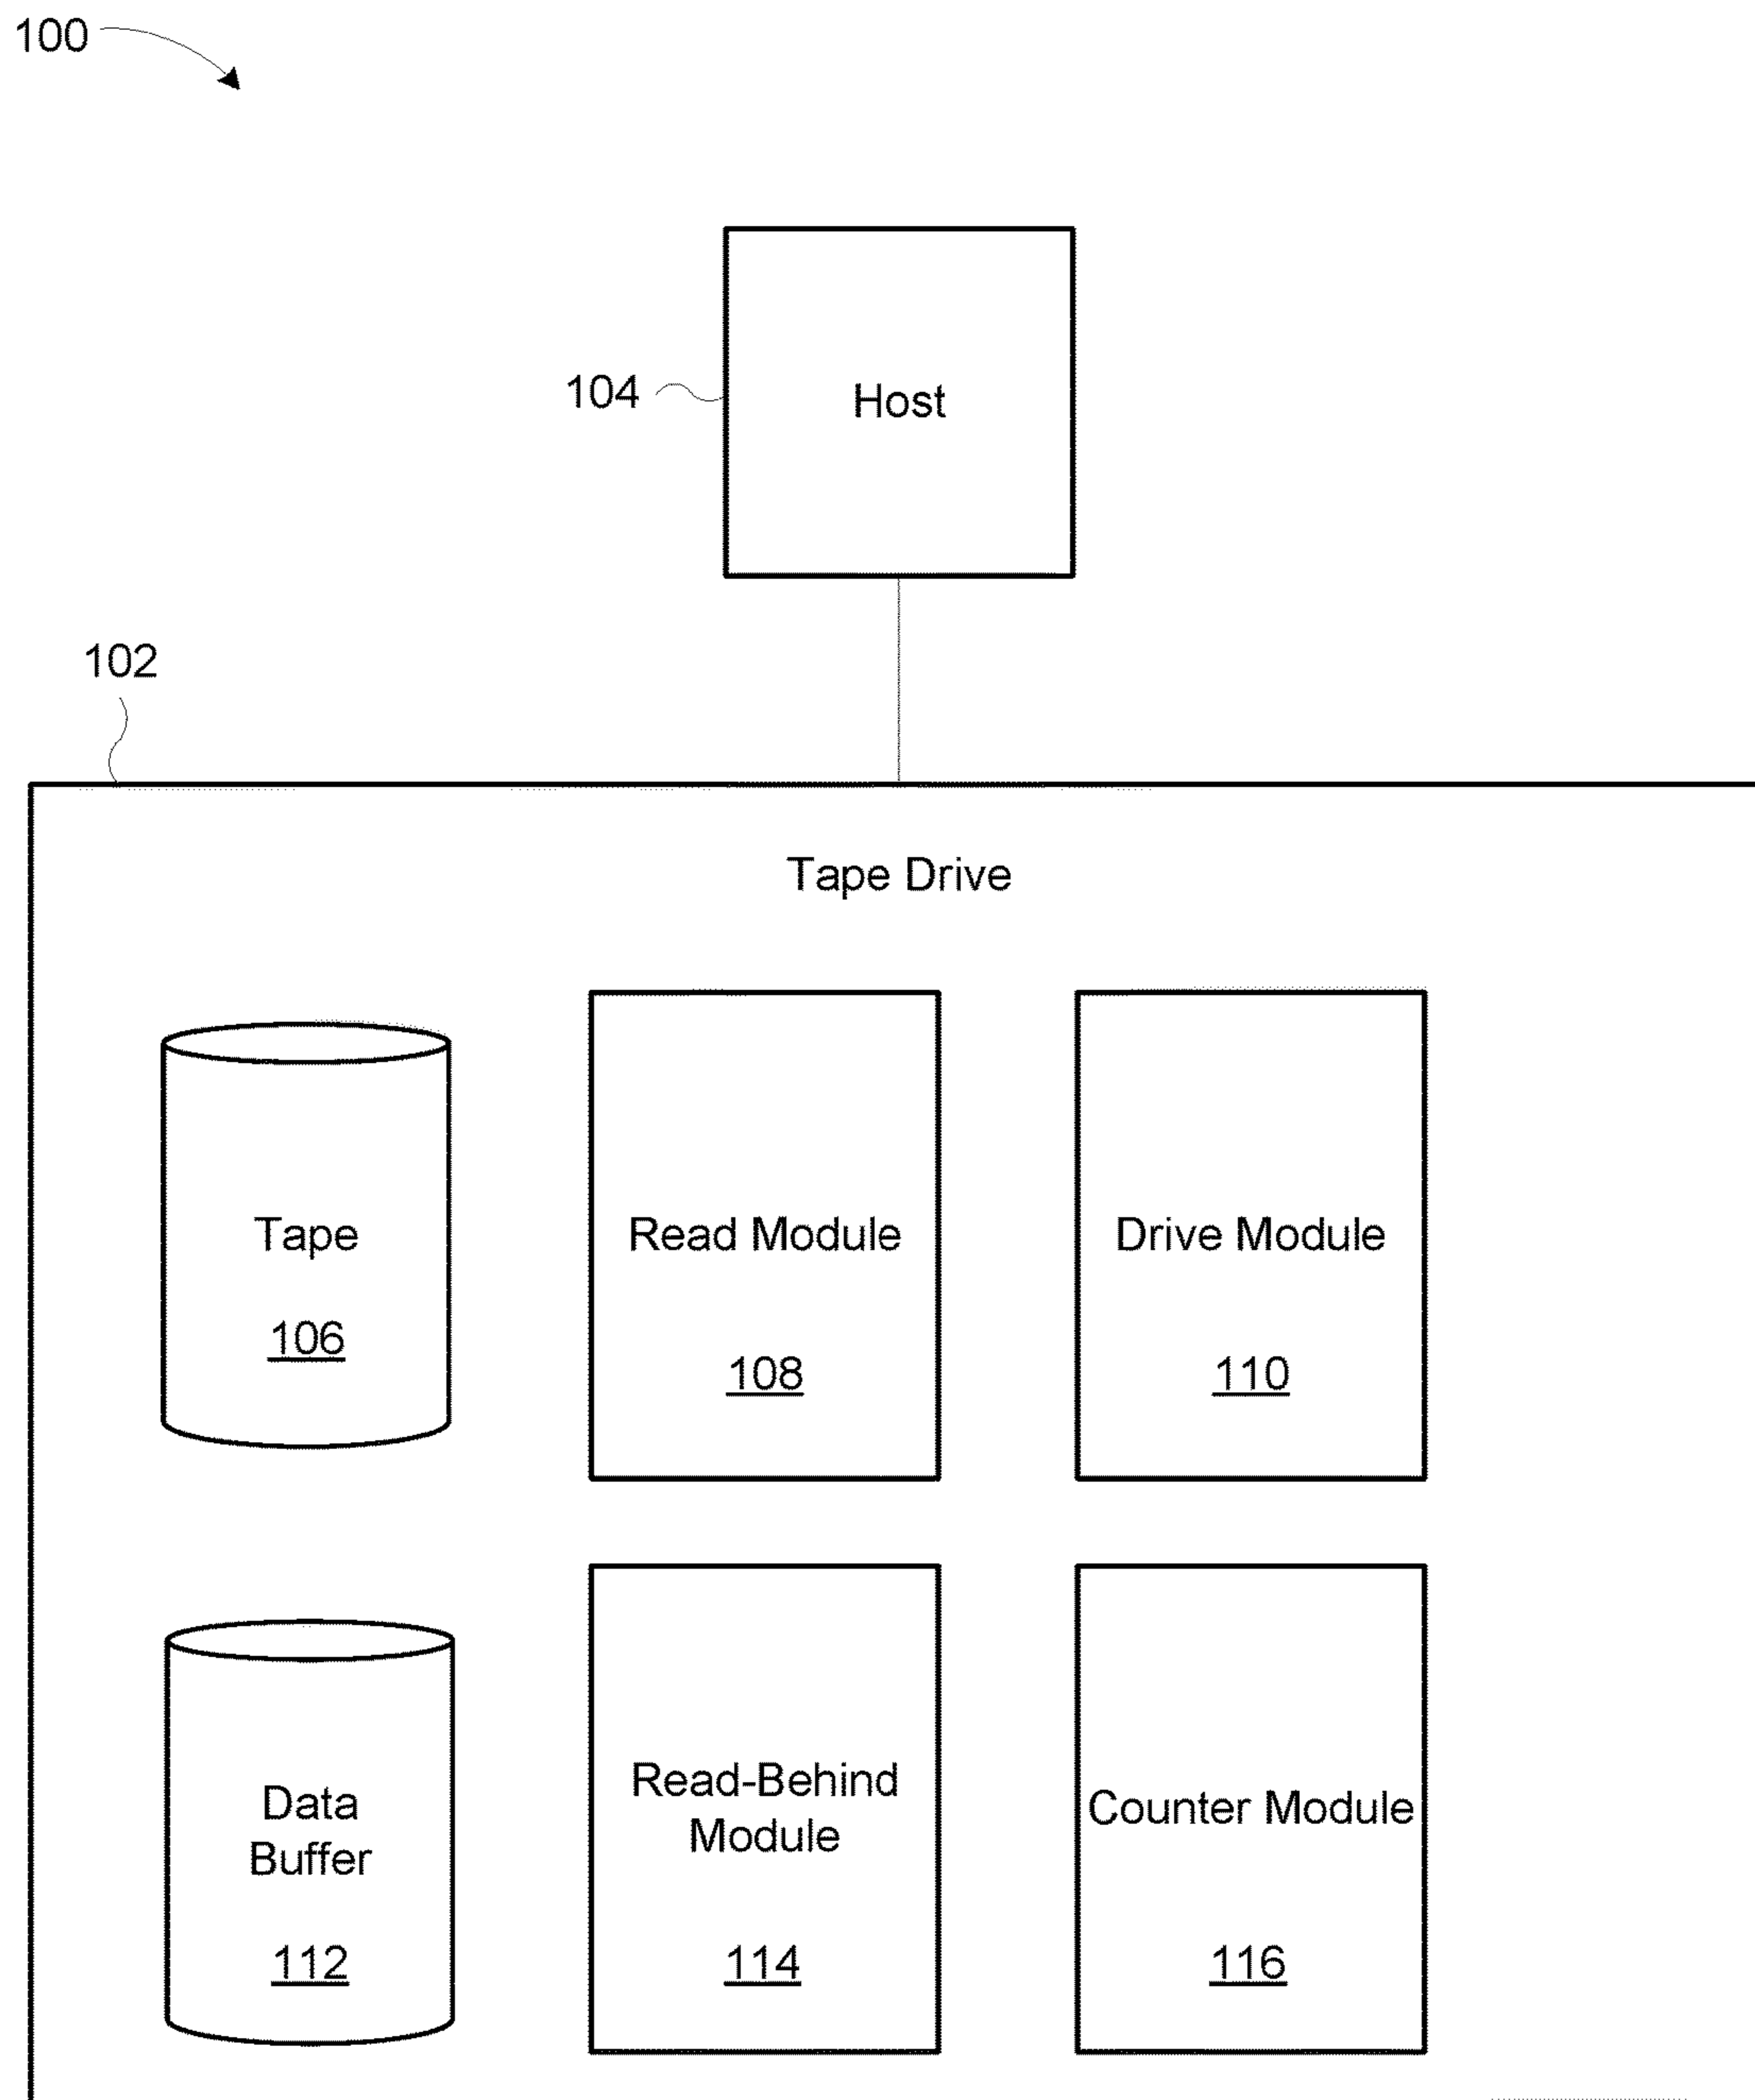 100
104
Host
102
Tape Drive
Tape
106
Read Module
108
Drive Module
110
Data
Buffer
112
Read-Behind
Module
114
Counter Module
116